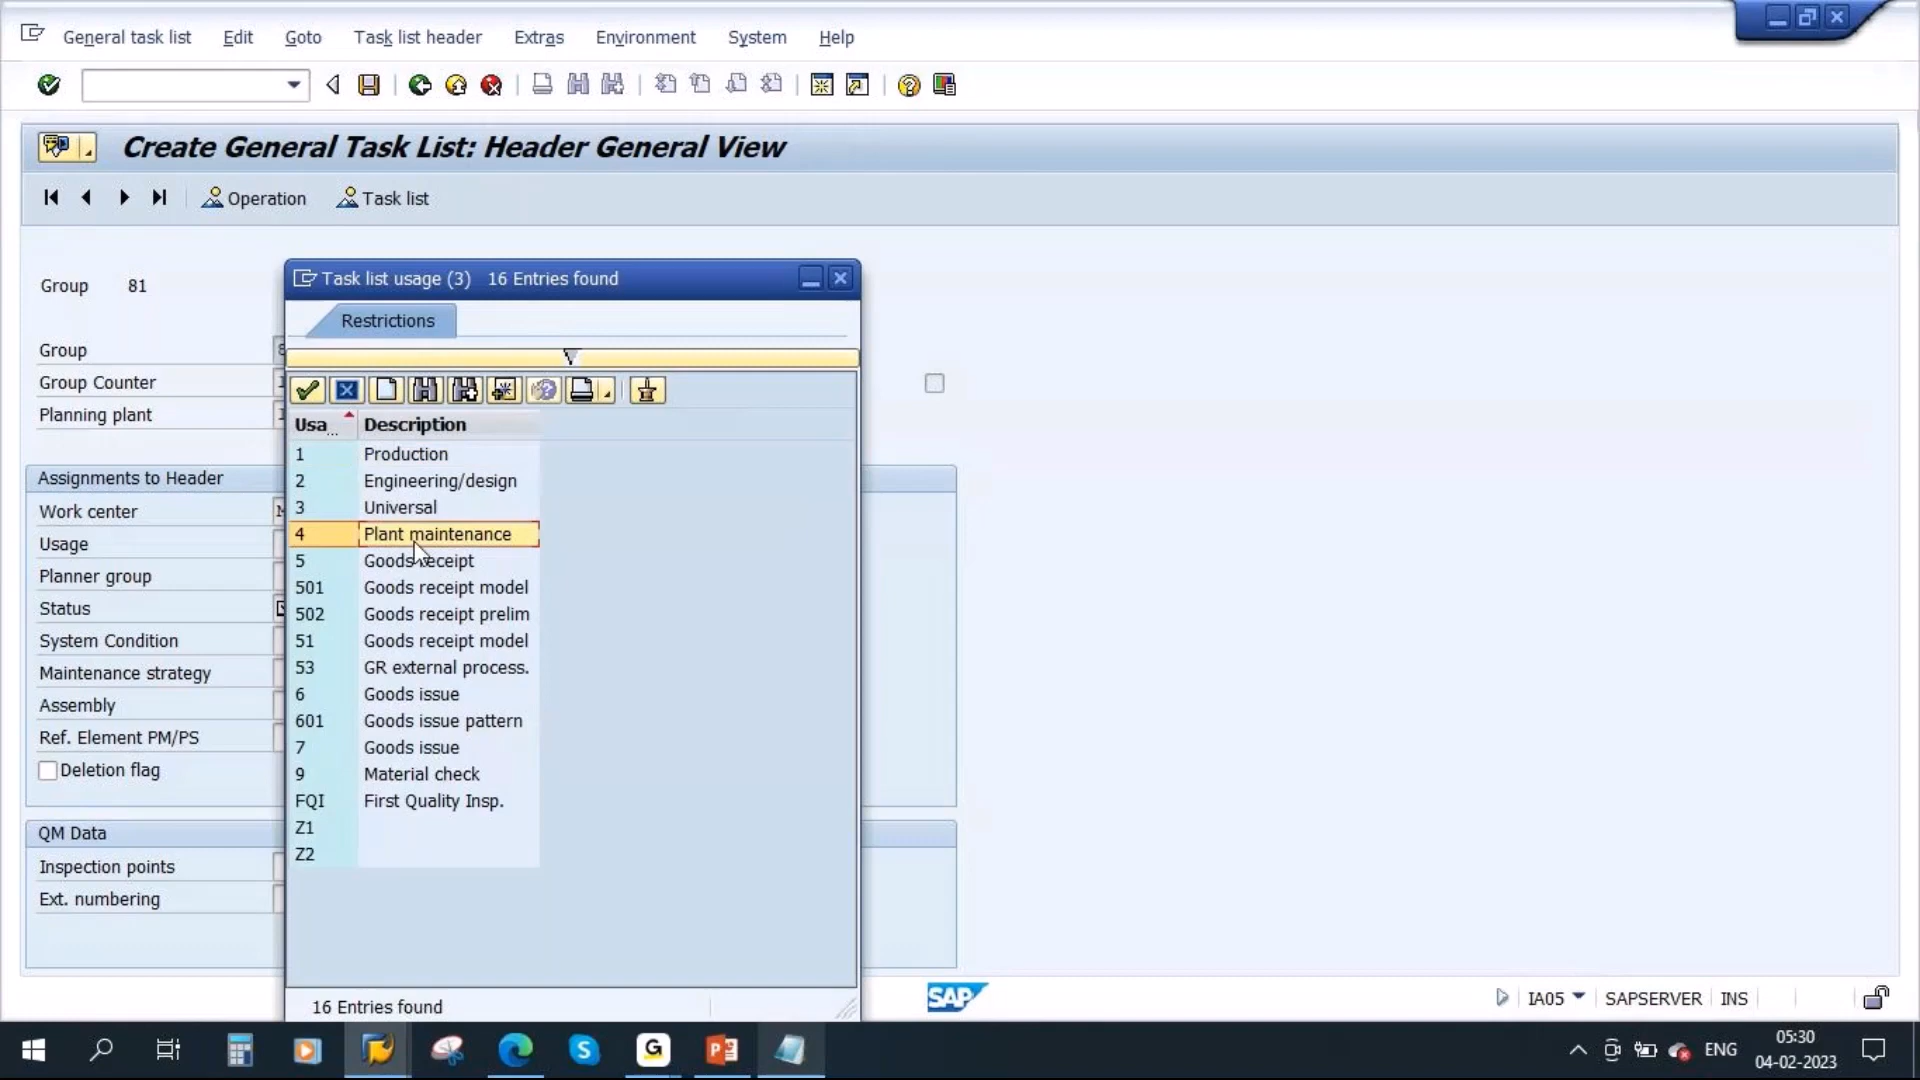 General task list Edit Goto Task list header Extras Environment System Help
Create General Task List: Header General View
Operation Task list
Group 81
Group
Group Counter
Planning plant
Assignments to Header
Work center
Usage
Planner group
Status
System Condition
Maintenance strategy
Assembly
Ref. Element PM/PS
Deletion flag
QM Data
Inspection points
Ext. numbering
Task list usage (3) 16 Entries found
Restrictions
Usa... Description
1 Production
2 Engineering/design
3 Universal
4 Plant maintenance
5 Goods receipt
501 Goods receipt model
502 Goods receipt prelim
51 Goods receipt model
53 GR external process.
6 Goods issue
601 Goods issue pattern
7 Goods issue
9 Material check
FQI First Quality Insp.
Z1
Z2
16 Entries found
SAP
IA05 SAPSERVER INS
ENG
05:30
04-02-2023